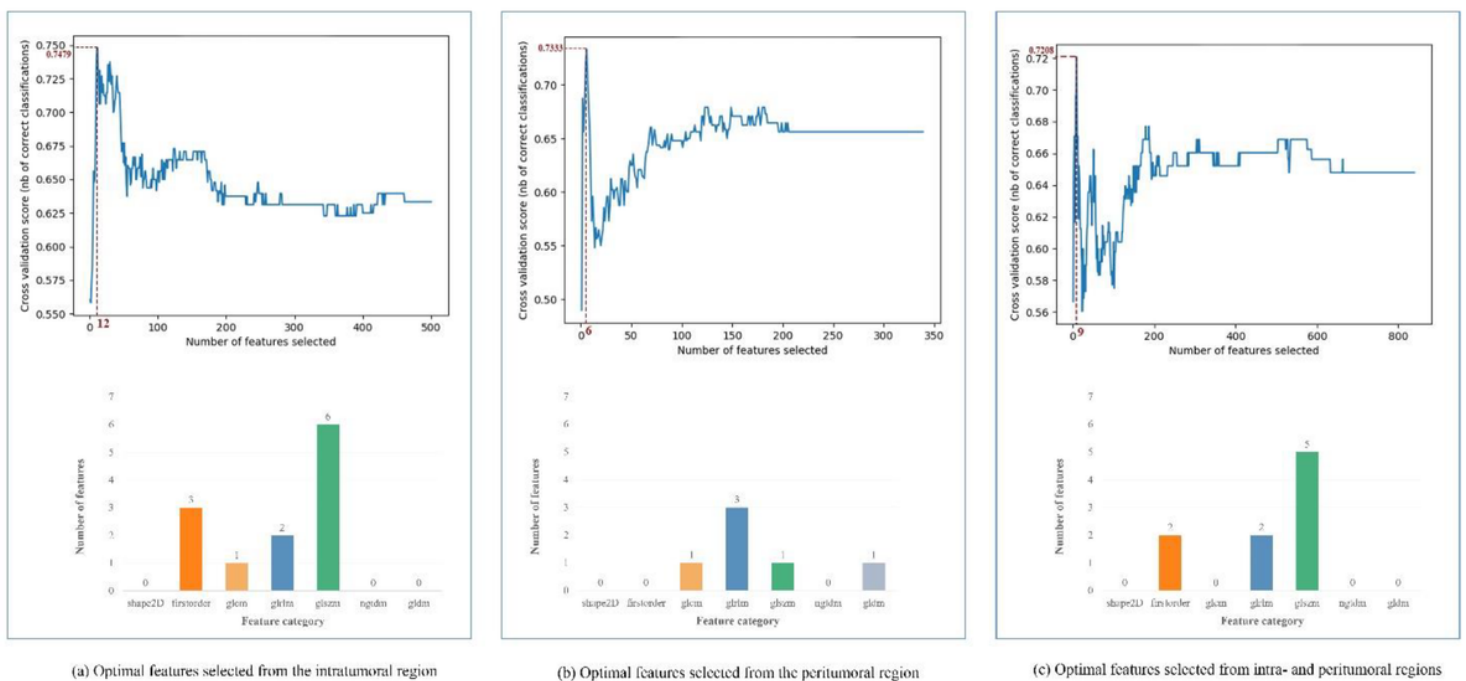 0.750
0.7479
0.725
0.700
0.675
0.650
0.625
0.600
0.575
0.550
Cross validation score (nb of correct classifications)
0 100 200 300 400 500
12
Number of features selected
7
6
5
4
3
2
1
0
Number of features
0 3 1 2 6 0 0
shape2D firstorder glcm glrlm glszm ngtdm gldm
Feature category
(a) Optimal features selected from the intratumoral region
0.7333
0.70
0.65
0.60
0.55
0.50
Cross validation score (nb of correct classifications)
0 50 100 150 200 250 300 350
6
Number of features selected
7
6
5
4
3
2
1
0
Number of features
0 0 1 3 1 0 1
shape2D firstorder glcm glrlm glszm ngtdm gldm
Feature category
(b) Optimal features selected from the peritumoral region
0.7208
0.72
0.70
0.68
0.66
0.64
0.62
0.60
0.58
0.56
Cross validation score (nb of correct classifications)
0 200 400 600 800
9
Number of features selected
7
6
5
4
3
2
1
0
Number of features
0 2 0 2 5 0 0
shape2D firstorder glcm glrlm glszm ngtdm gldm
Feature category
(c) Optimal features selected from intra- and peritumoral regions